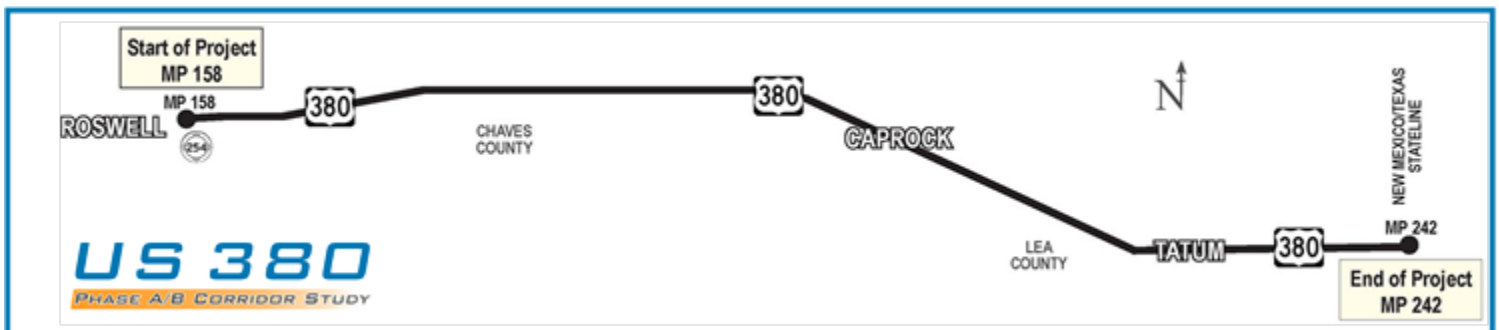 Start of Project
MP 158
MP 158
ROSWELL
254
380
CHAVES
COUNTY
380
CAPROCK
N
NEW MEXICO/TEXAS
STATELINE
LEA
COUNTY
TATUM
380
MP 242
End of Project
MP 242
US 380
PHASE A/B CORRIDOR STUDY